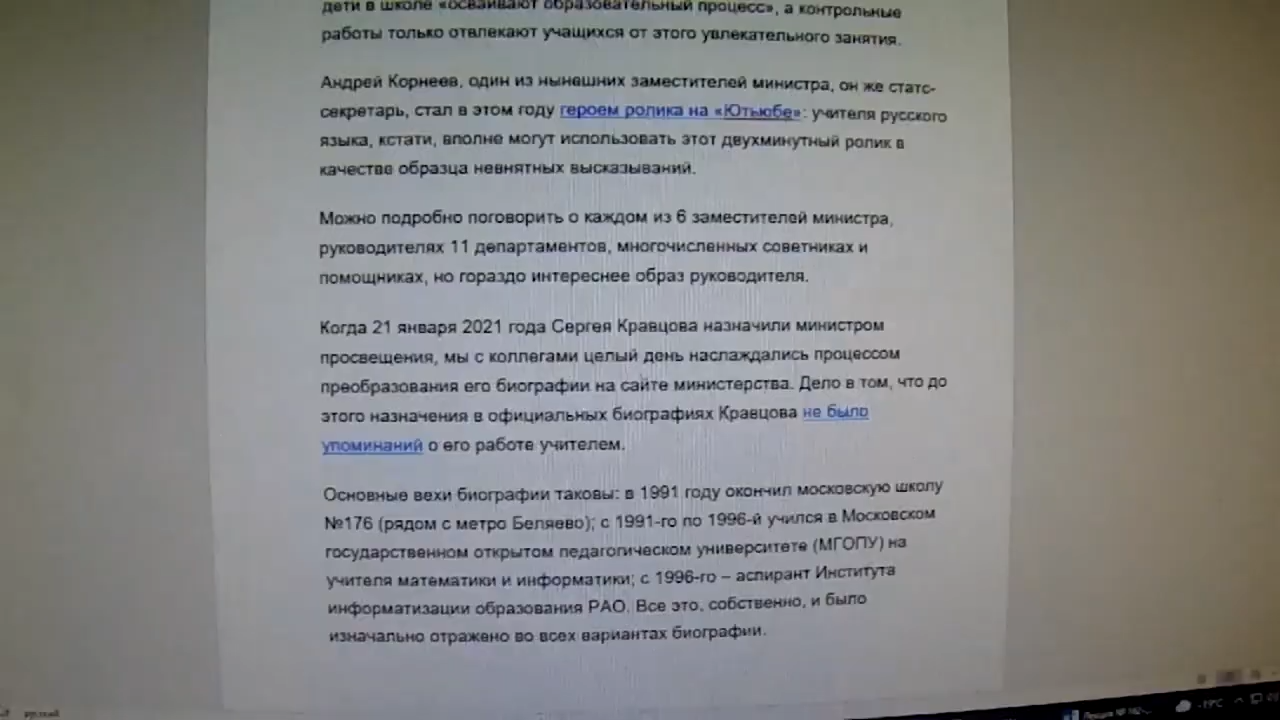 дети в школе «осваивают образовательный процесс», а контрольные
работы только отвлекают учащихся от этого увлекательного занятия.
Андрей Корнеев, один из нынешних заместителей министра, он же статс-
секретарь, стал в этом году героем ролика на «Ютьюбе»: учителя русского
языка, кстати, вполне могут использовать этот двухминутный ролик в
качестве образца невнятных высказываний.
Можно подробно поговорить о каждом из 6 заместителей министра,
руководителях 11 департаментов, многочисленных советниках и
помощниках, но гораздо интереснее образ руководителя.
Когда 21 января 2021 года Сергея Кравцова назначили министром
просвещения, мы с коллегами целый день наслаждались процессом
преобразования его биографии на сайте министерства. Дело в том, что до
этого назначения в официальных биографиях Кравцова не было
упоминаний о его работе учителем.
Основные вехи биографии таковы: в 1991 году окончил московскую школу
№176 (рядом с метро Беляево); с 1991-го по 1996-й учился в Московском
государственном открытом педагогическом университете (МГОПУ) на
учителя математики и информатики; с 1996-го – аспирант Института
информатизации образования РАО. Все это, собственно, и было
изначально отражено во всех вариантах биографии.
русский
Лекция № -19°C